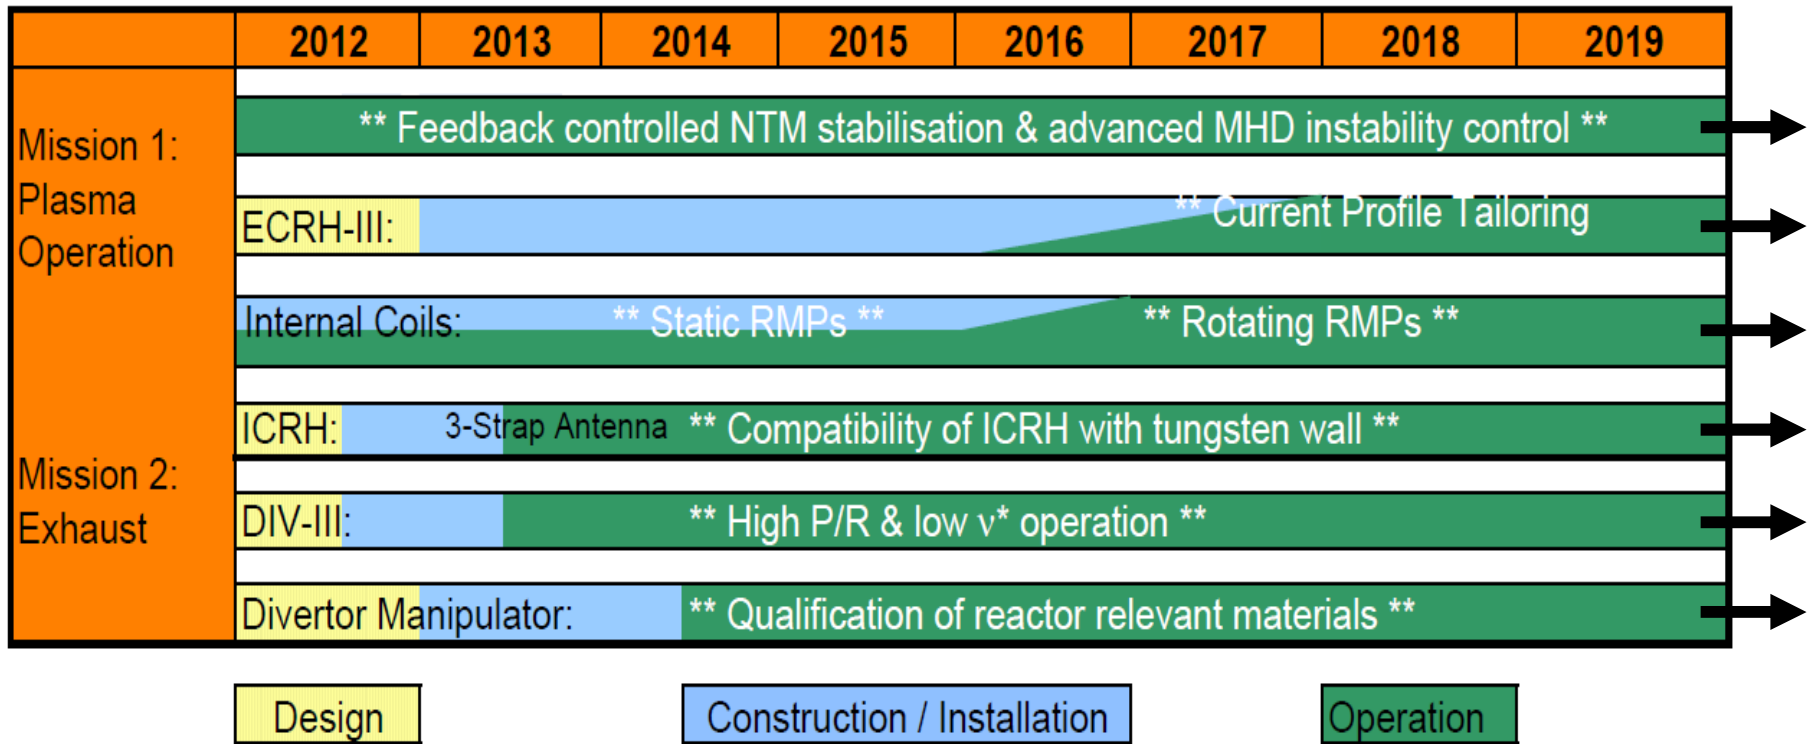 2012 2013 2014 2015 2016 2017 2018 2019
Mission 1:
Plasma
Operation
** Feedback controlled NTM stabilisation & advanced MHD instability control **
ECRH-III:
** Current Profile Tailoring
Internal Coils: ** Static RMPs ** ** Rotating RMPs **
ICRH: 3-Strap Antenna ** Compatibility of ICRH with tungsten wall **
Mission 2:
Exhaust
DIV-III: ** High P/R & low ν* operation **
Divertor Manipulator: ** Qualification of reactor relevant materials **
Design Construction / Installation Operation